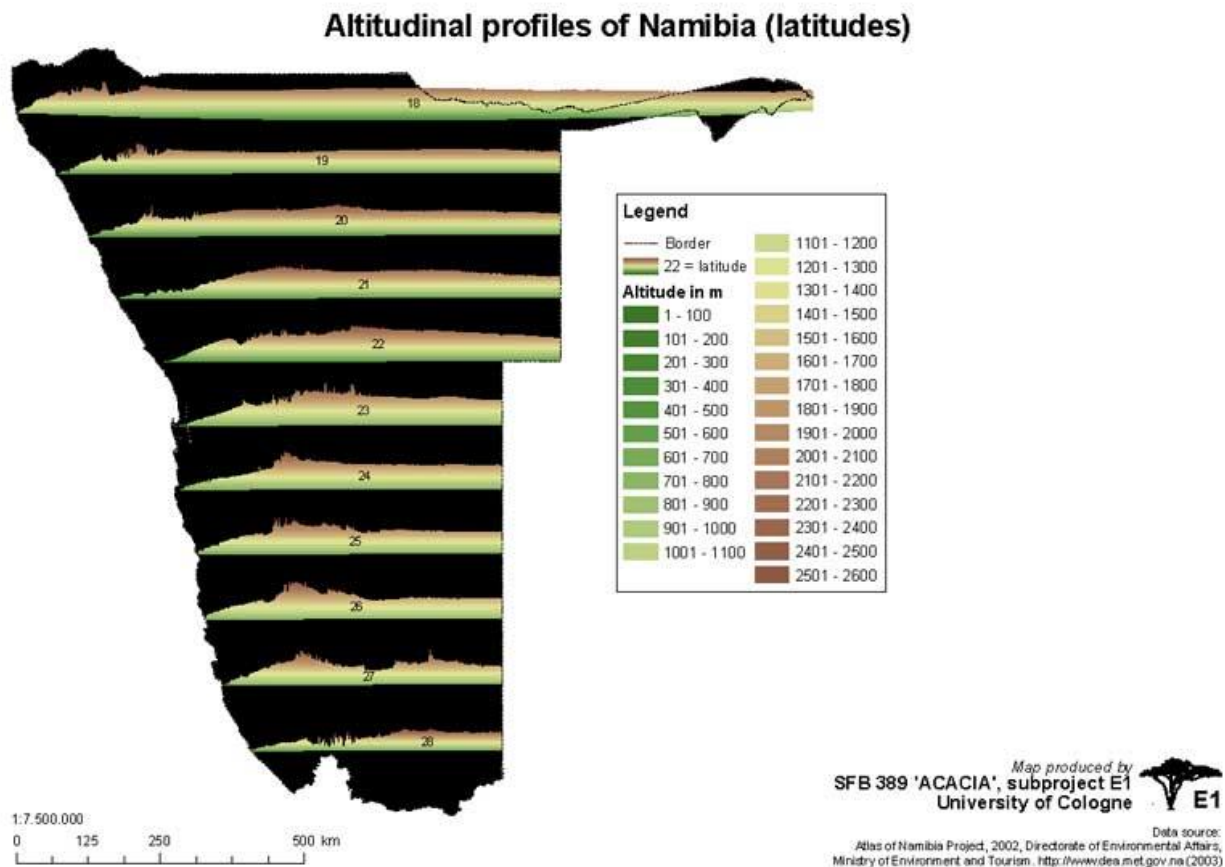 Altitudinal profiles of Namibia (latitudes)
18
19
20
21
22
23
24
25
26
27
28
Legend
Border
22 = latitude
Altitude in m
1 - 100
101 - 200
201 - 300
301 - 400
401 - 500
501 - 600
601 - 700
701 - 800
801 - 900
901 - 1000
1001 - 1100
1101 - 1200
1201 - 1300
1301 - 1400
1401 - 1500
1501 - 1600
1601 - 1700
1701 - 1800
1801 - 1900
1901 - 2000
2001 - 2100
2101 - 2200
2201 - 2300
2301 - 2400
2401 - 2500
2501 - 2600
1:7.500.000
0 125 250 500 km
Map produced by
SFB 389 'ACACIA', subproject E1
University of Cologne
E1
Data source:
Atlas of Namibia Project, 2002, Directorate of Environmental Affairs,
Ministry of Environment and Tourism. http://www.dea.met.gov.na (2003)